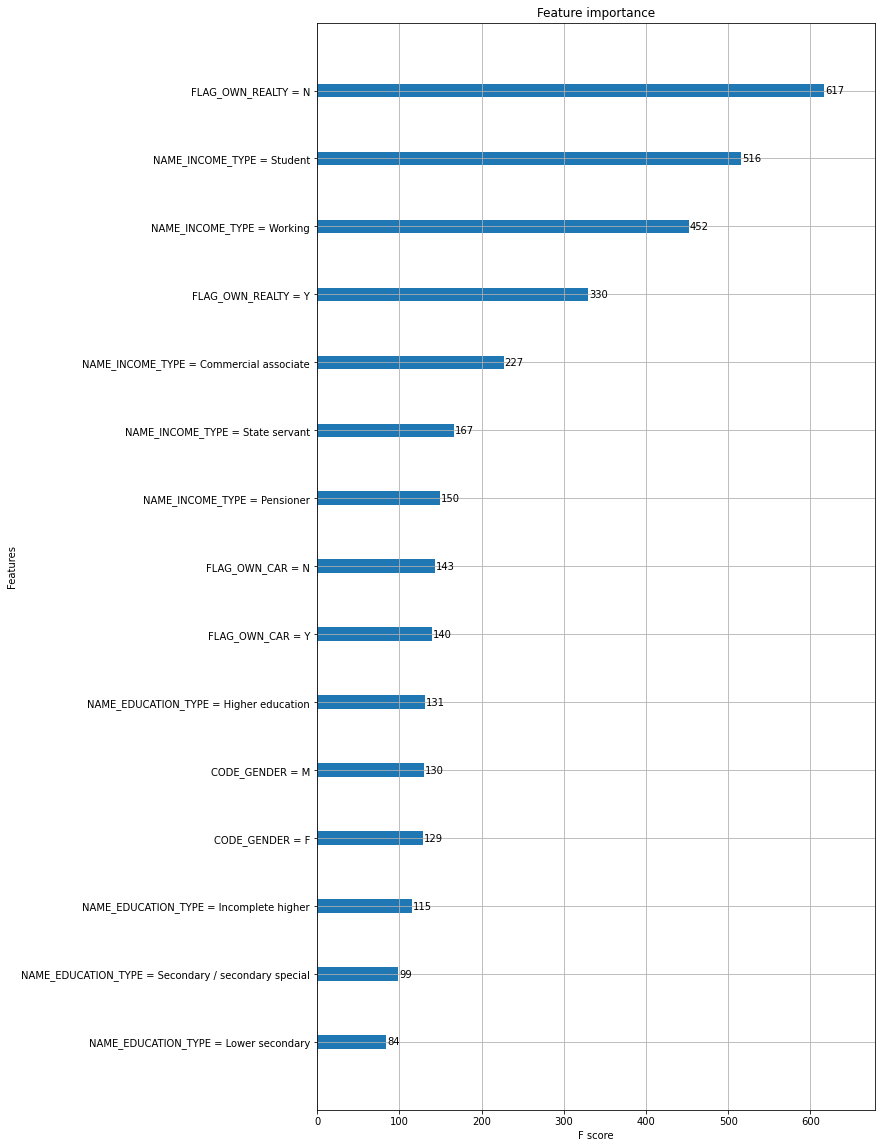 Feature importance
FLAG_OWN_REALTY = N 617
NAME_INCOME_TYPE = Student 516
NAME_INCOME_TYPE = Working 452
FLAG_OWN_REALTY = Y 330
NAME_INCOME_TYPE = Commercial associate 227
NAME_INCOME_TYPE = State servant 167
NAME_INCOME_TYPE = Pensioner 150
FLAG_OWN_CAR = N 143
Features
FLAG_OWN_CAR = Y 140
NAME_EDUCATION_TYPE = Higher education 131
CODE_GENDER = M 130
CODE_GENDER = F 129
NAME_EDUCATION_TYPE = Incomplete higher 115
NAME_EDUCATION_TYPE = Secondary / secondary special 99
NAME_EDUCATION_TYPE = Lower secondary 84
0 100 200 300 400 500 600
F score